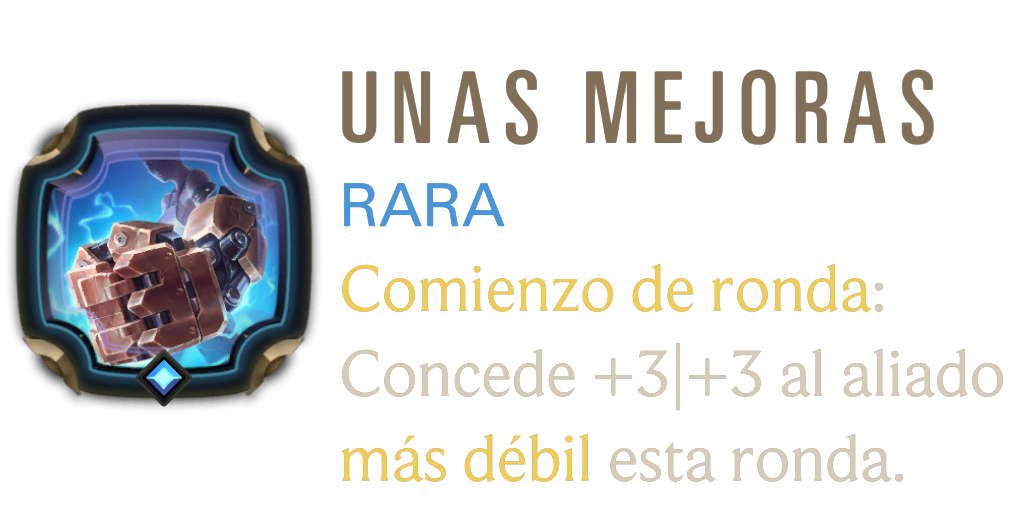 UNAS MEJORAS
RARA
Comienzo de ronda:
Concede +3|+3 al aliado
más débil esta ronda.